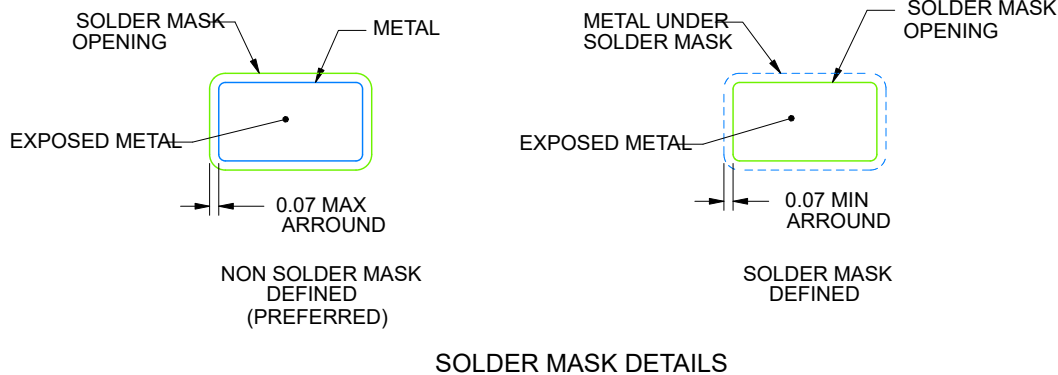 SOLDER MASK
OPENING
METAL
EXPOSED METAL
0.07 MAX
ARROUND
NON SOLDER MASK
DEFINED
(PREFERRED)
METAL UNDER
SOLDER MASK
SOLDER MASK
OPENING
EXPOSED METAL
0.07 MIN
ARROUND
SOLDER MASK
DEFINED
SOLDER MASK DETAILS